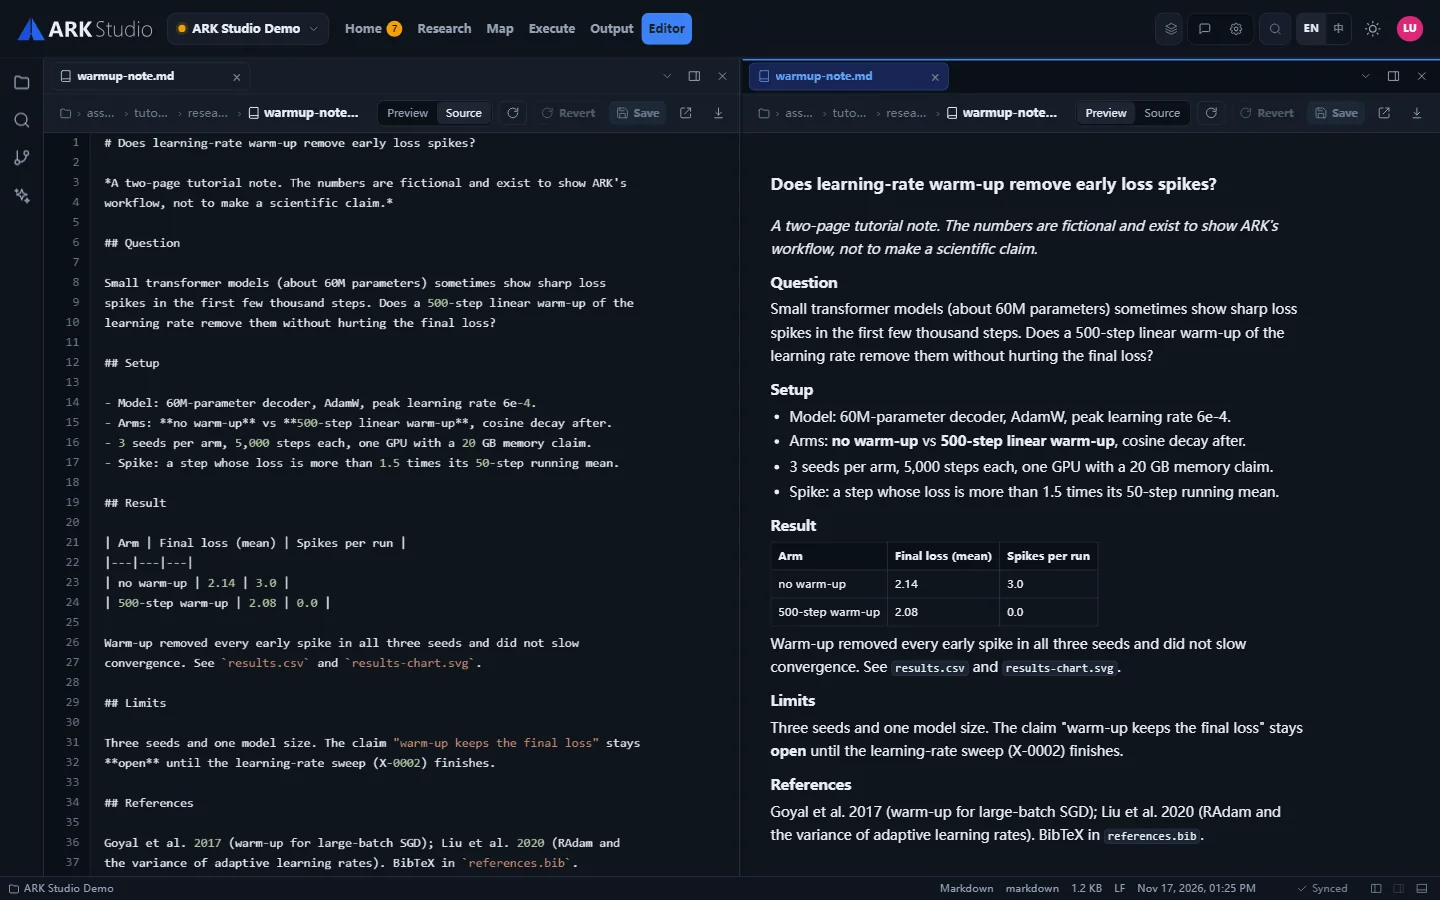 ARK Studio
ARK Studio Demo
Home 7
Research
Map
Execute
Output
Editor
EN 中
LU
warmup-note.md
ass... › tuto... › resea... › warmup-note...
Preview Source
Revert
Save
1 # Does learning-rate warm-up remove early loss spikes?
2
3 *A two-page tutorial note. The numbers are fictional and exist to show ARK's
4 workflow, not to make a scientific claim.*
5
6 ## Question
7
8 Small transformer models (about 60M parameters) sometimes show sharp loss
9 spikes in the first few thousand steps. Does a 500-step linear warm-up of the
10 learning rate remove them without hurting the final loss?
11
12 ## Setup
13
14 - Model: 60M-parameter decoder, AdamW, peak learning rate 6e-4.
15 - Arms: **no warm-up** vs **500-step linear warm-up**, cosine decay after.
16 - 3 seeds per arm, 5,000 steps each, one GPU with a 20 GB memory claim.
17 - Spike: a step whose loss is more than 1.5 times its 50-step running mean.
18
19 ## Result
20
21 | Arm | Final loss (mean) | Spikes per run |
22 |---|---|---|
23 | no warm-up | 2.14 | 3.0 |
24 | 500-step warm-up | 2.08 | 0.0 |
25
26 Warm-up removed every early spike in all three seeds and did not slow
27 convergence. See `results.csv` and `results-chart.svg`.
28
29 ## Limits
30
31 Three seeds and one model size. The claim "warm-up keeps the final loss" stays
32 **open** until the learning-rate sweep (X-0002) finishes.
33
34 ## References
35
36 Goyal et al. 2017 (warm-up for large-batch SGD); Liu et al. 2020 (RAdam and
37 the variance of adaptive learning rates). BibTeX in `references.bib`.
warmup-note.md
ass... › tuto... › resea... › warmup-note...
Preview Source
Revert
Save
Does learning-rate warm-up remove early loss spikes?
A two-page tutorial note. The numbers are fictional and exist to show ARK's
workflow, not to make a scientific claim.
Question
Small transformer models (about 60M parameters) sometimes show sharp loss
spikes in the first few thousand steps. Does a 500-step linear warm-up of the
learning rate remove them without hurting the final loss?
Setup
• Model: 60M-parameter decoder, AdamW, peak learning rate 6e-4.
• Arms: no warm-up vs 500-step linear warm-up, cosine decay after.
• 3 seeds per arm, 5,000 steps each, one GPU with a 20 GB memory claim.
• Spike: a step whose loss is more than 1.5 times its 50-step running mean.
Result
Arm Final loss (mean) Spikes per run
no warm-up 2.14 3.0
500-step warm-up 2.08 0.0
Warm-up removed every early spike in all three seeds and did not slow
convergence. See results.csv and results-chart.svg.
Limits
Three seeds and one model size. The claim "warm-up keeps the final loss" stays
open until the learning-rate sweep (X-0002) finishes.
References
Goyal et al. 2017 (warm-up for large-batch SGD); Liu et al. 2020 (RAdam and
the variance of adaptive learning rates). BibTeX in references.bib.
ARK Studio Demo
Markdown markdown 1.2 KB LF Nov 17, 2026, 01:25 PM Synced